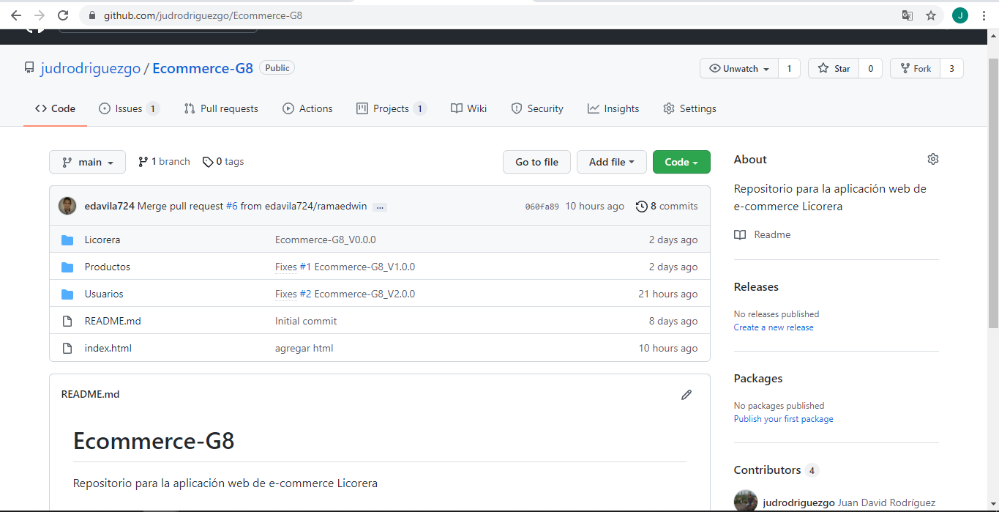 github.com/judrodriguezgo/Ecommerce-G8
J
judrodriguezgo / Ecommerce-G8 Public
Unwatch 1 Star 0 Fork 3
Code Issues 1 Pull requests Actions Projects 1 Wiki Security Insights Settings
main 1 branch 0 tags Go to file Add file Code
edavila724 Merge pull request #6 from edavila724/ramaedwin ... 060fa89 10 hours ago 8 commits
Licorera Ecommerce-G8_V0.0.0 2 days ago
Productos Fixes #1 Ecommerce-G8_V1.0.0 2 days ago
Usuarios Fixes #2 Ecommerce-G8_V2.0.0 21 hours ago
README.md Initial commit 8 days ago
index.html agregar html 10 hours ago
README.md
Ecommerce-G8
Repositorio para la aplicación web de e-commerce Licorera
About
Repositorio para la aplicación web de
e-commerce Licorera
Readme
Releases
No releases published
Create a new release
Packages
No packages published
Publish your first package
Contributors 4
judrodriguezgo Juan David Rodríguez